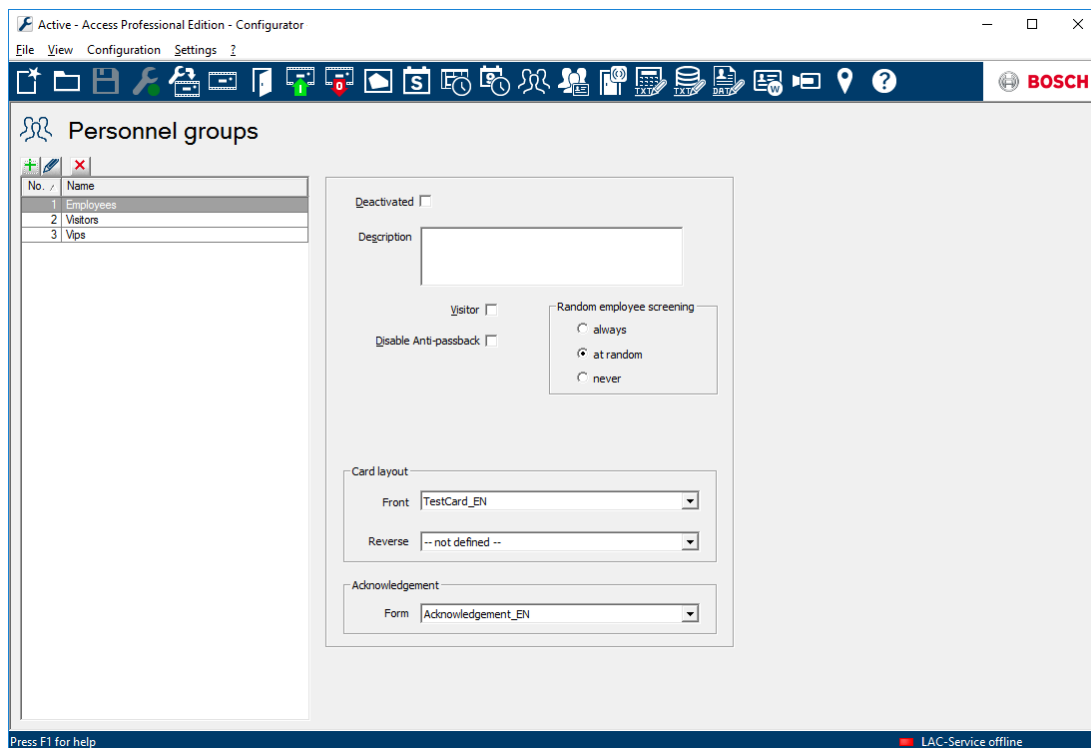 Active - Access Professional Edition - Configurator
File View Configuration Settings ?
S 9 TXT TXT DATA W ? BOSCH
Personnel groups
No. Name
1 Employees
2 Visitors
3 Vips
Deactivated
Description
Visitor
Disable Anti-passback
Random employee screening
always
at random
never
Card layout
Front TestCard_EN
Reverse -- not defined --
Acknowledgement
Form Acknowledgement_EN
Press F1 for help
LAC-Service offline